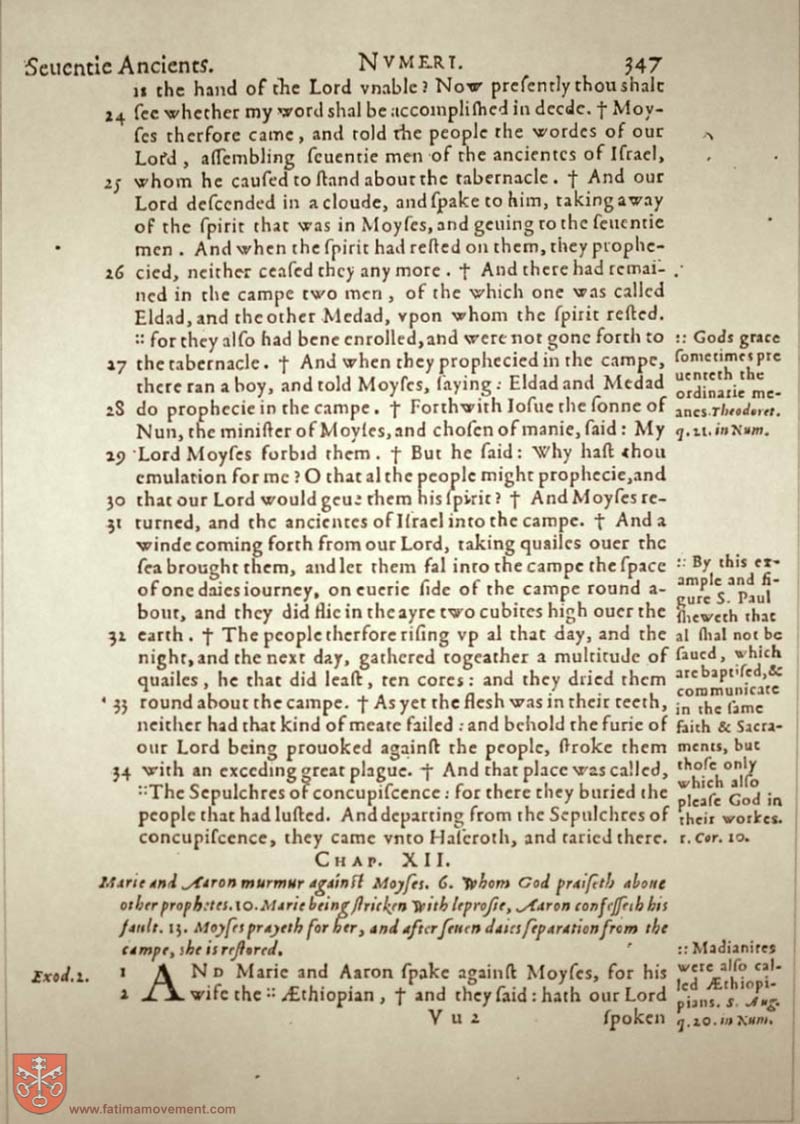 Seuentie Ancients. NVMERI. 347
is the hand of the Lord vnable? Now presently thou shalt
24 see whether my word shal be accomplished in deede. † Moy-
ses therfore came, and told the people the wordes of our
Lord, assembling seuentie men of the ancientes of Israel,
25 whom he caused to stand about the tabernacle. † And our
Lord descended in a cloude, and spake to him, taking away
of the spirit that was in Moyses, and geuing to the seuentie
men. And when the spirit had rested on them, they prophe-
26 cied, neither ceased they any more. † And there had remai-
ned in the campe two men, of the which one was called
Eldad, and the other Medad, vpon whom the spirit rested.
:: for they also had bene enrolled, and were not gone forth to
27 the tabernacle. † And when they prophecied in the campe,
there ran a boy, and told Moyses, saying: Eldad and Medad
28 do prophecie in the campe. † Forthwith Iosue the sonne of
Nun, the minister of Moyses, and chosen of manie, said: My
29 Lord Moyses forbid them. † But he said: Why hast thou
emulation for me? O that al the people might prophecie, and
30 that our Lord would geue them his spirit? † And Moyses re-
31 turned, and the ancientes of Israel into the campe. † And a
winde coming forth from our Lord, taking quailes ouer the
sea brought them, and let them fal into the campe the space
of one daies iourney, on euerie side of the campe round a-
bout, and they did flie in the ayre two cubites high ouer the
32 earth. † The people therfore rising vp al that day, and the
night, and the next day, gathered togeather a multitude of
quailes, he that did least, ten cores: and they dried them
33 round about the campe. † As yet the flesh was in their teeth,
neither had that kind of meate failed: and behold the furie of
our Lord being prouoked against the people, stroke them
34 with an exceding great plague. † And that place was called,
:: The Sepulchres of concupiscence: for there they buried the
people that had lusted. And departing from the Sepulchres of
concupiscence, they came vnto Haseroth, and taried there.
:: Gods grace
sometimes pre
uenteth the
ordinarie me-
anes. Theodoret.
q. 21. in Num.
:: By this ex-
ample and fi-
gure S. Paul
sheweth that
al shal not be
saued, which
are baptised, &
communicate
in the same
faith & Sacra-
ments, but
those only
which also
please God in
their workes.
1. Cor. 10.
CHAP. XII.
Marie and Aaron murmur against Moyses. 6. Whom God praiseth aboue
other prophetes. 10. Marie being stricken with leprosie, Aaron confesseth his
fault. 13. Moyses prayeth for her, and after seuen daies separation from the
campe, she is restored.
Exod. 2.
1 AND Marie and Aaron spake against Moyses, for his
2 wife the :: Æthiopian, † and they said: hath our Lord
Vu 2 spoken
:: Madianites
were also cal-
led Æthiopi-
pians. S. Aug.
q. 20. in Num.
www.fatimamovement.com